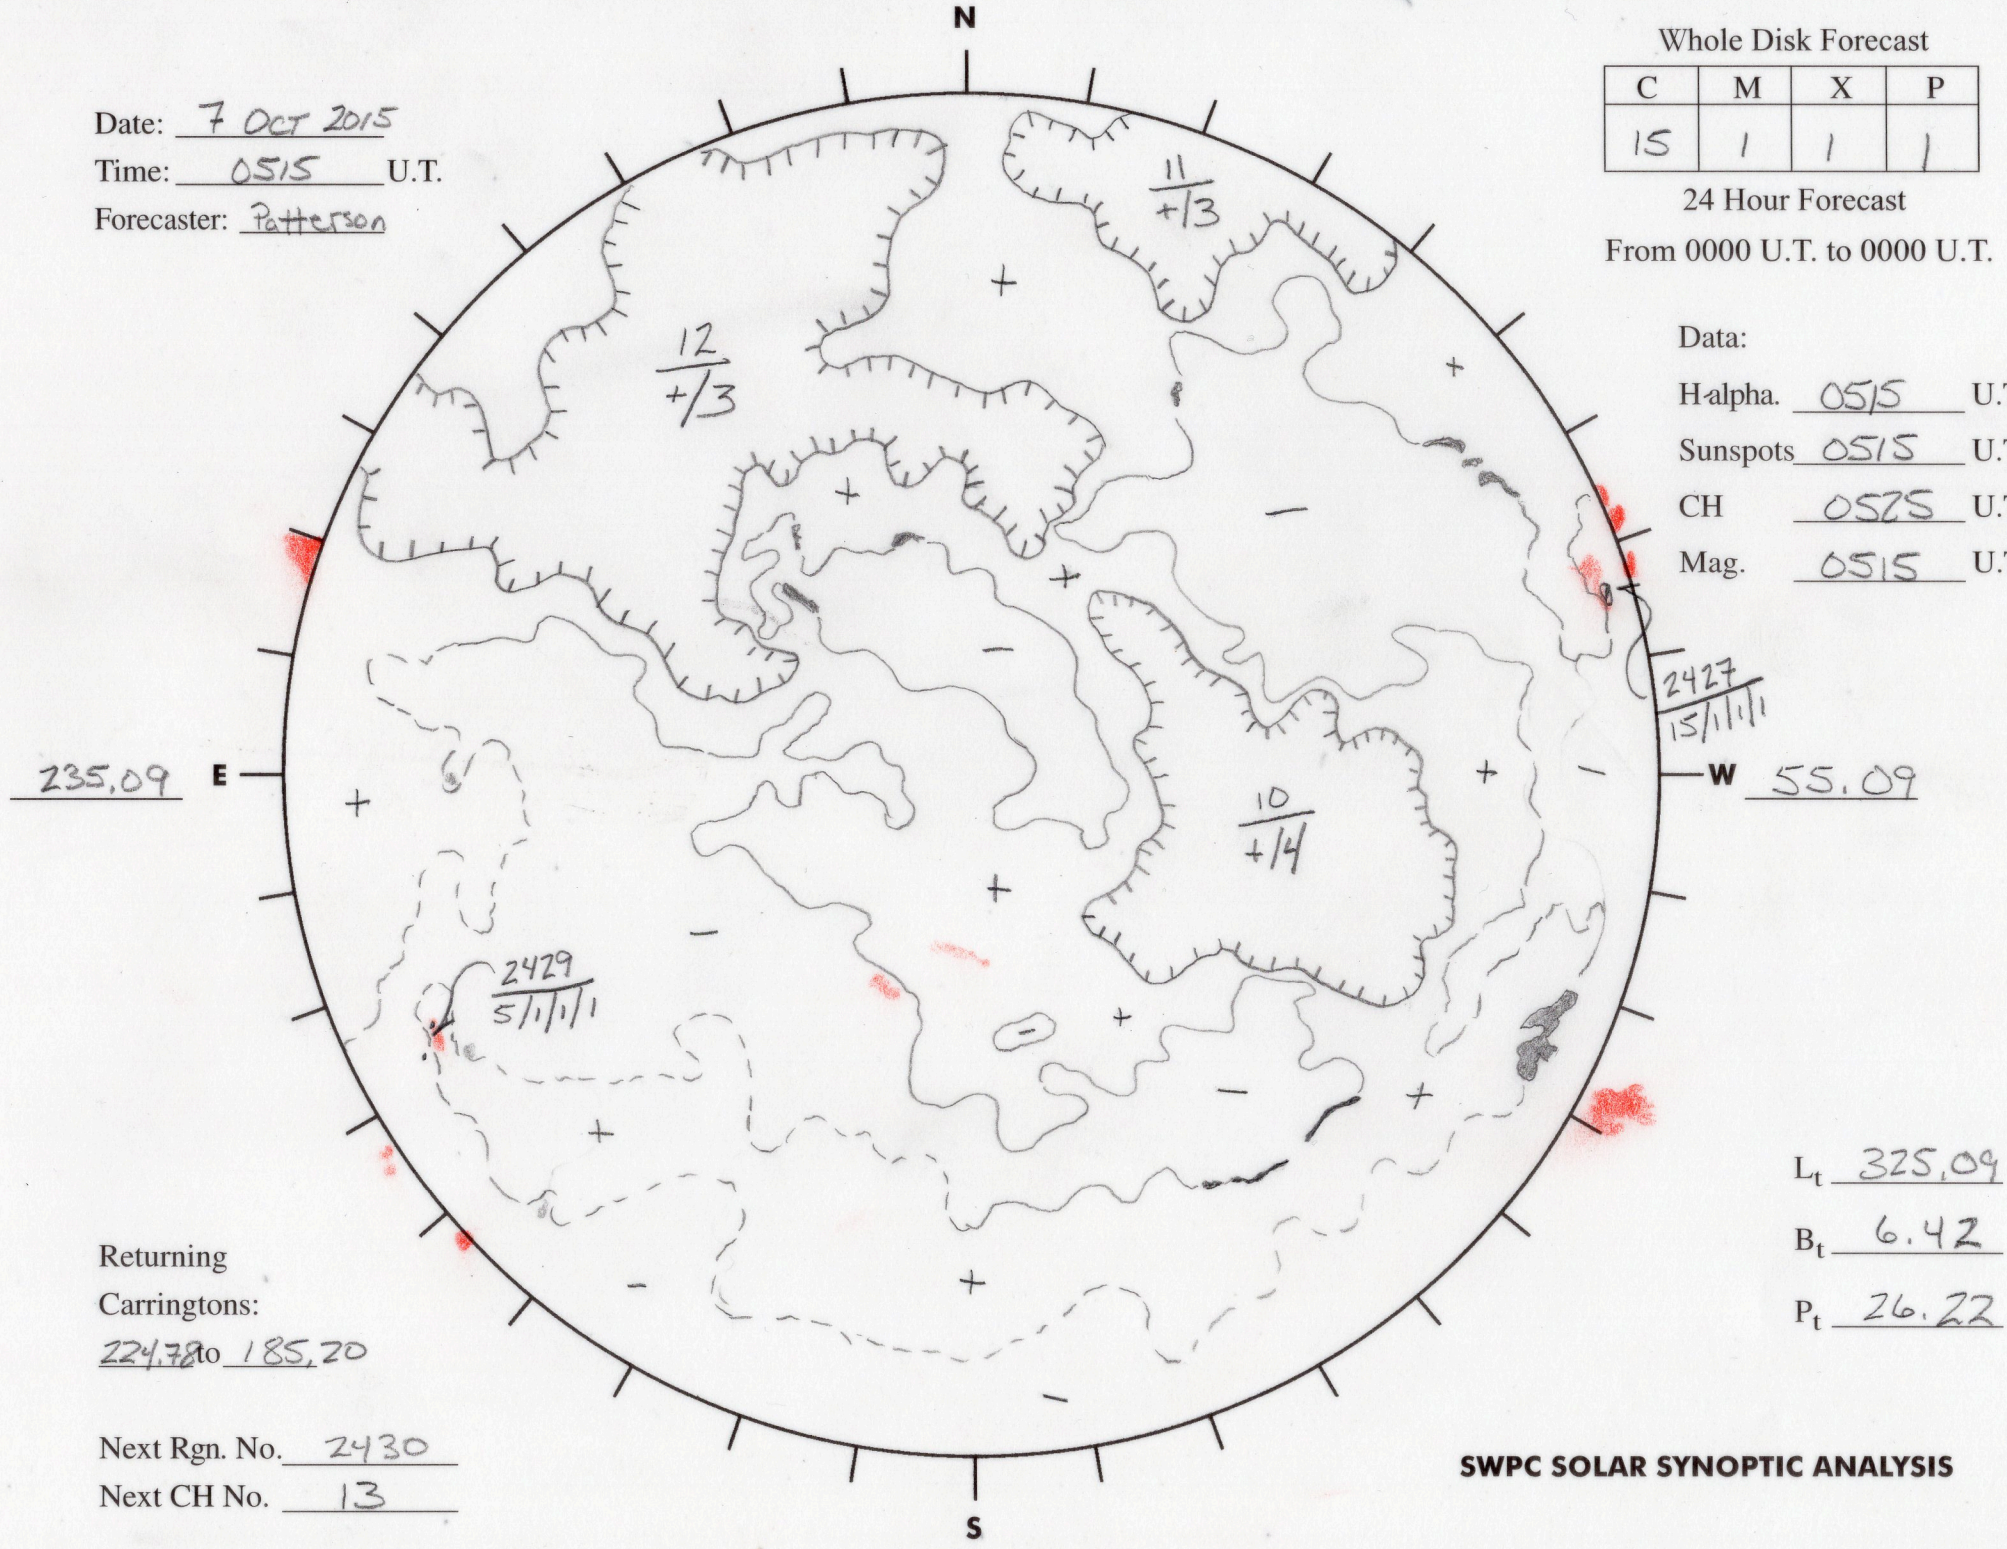 N
Whole Disk Forecast
C M X P
15 1 1 1
24 Hour Forecast
From 0000 U.T. to 0000 U.T.
Date: 7 OCT 2015
Time: 0515 U.T.
Forecaster: Patterson
11
+/3
+
12
+/3
+
Data:
H-alpha. 0515 U.T
Sunspots 0515 U.T
CH 0525 U.T
Mag. 0515 U.T
+
-
+
-
2427
15/1/1/1
235.09 E
+
10
+/4
+
-
W 55.09
+
-
2429
5/1/1/1
-
+
-
+
+
Lt 325.09
Bt 6.42
Pt 26.22
-
+
-
Returning
Carringtons:
224.78 to 185.20
Next Rgn. No. 2430
Next CH No. 13
SWPC SOLAR SYNOPTIC ANALYSIS
S